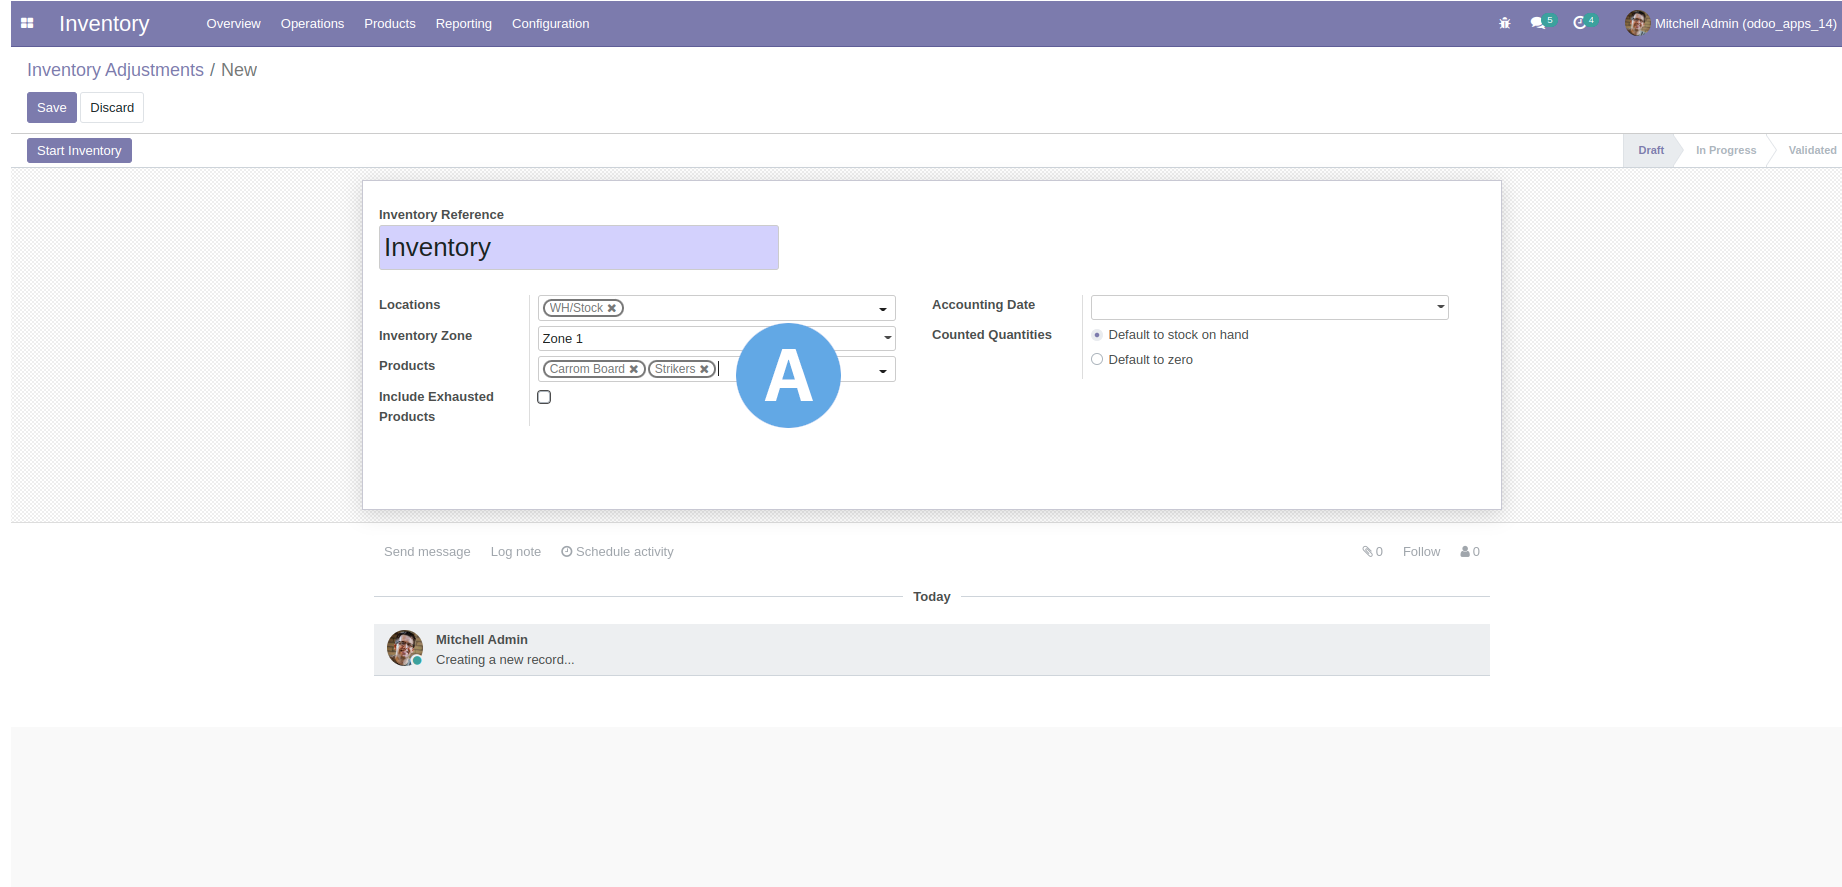 Inventory Overview Operations Products Reporting Configuration 5 4 Mitchell Admin (odoo_apps_14)
Inventory Adjustments / New
Save Discard
Start Inventory Draft In Progress Validated
Inventory Reference
Inventory
Locations WH/Stock Accounting Date
Inventory Zone Zone 1 Counted Quantities Default to stock on hand
Default to zero
Products Carrom Board Strikers
A
Include Exhausted
Products
Send message Log note Schedule activity 0 Follow 0
Today
Mitchell Admin
Creating a new record...